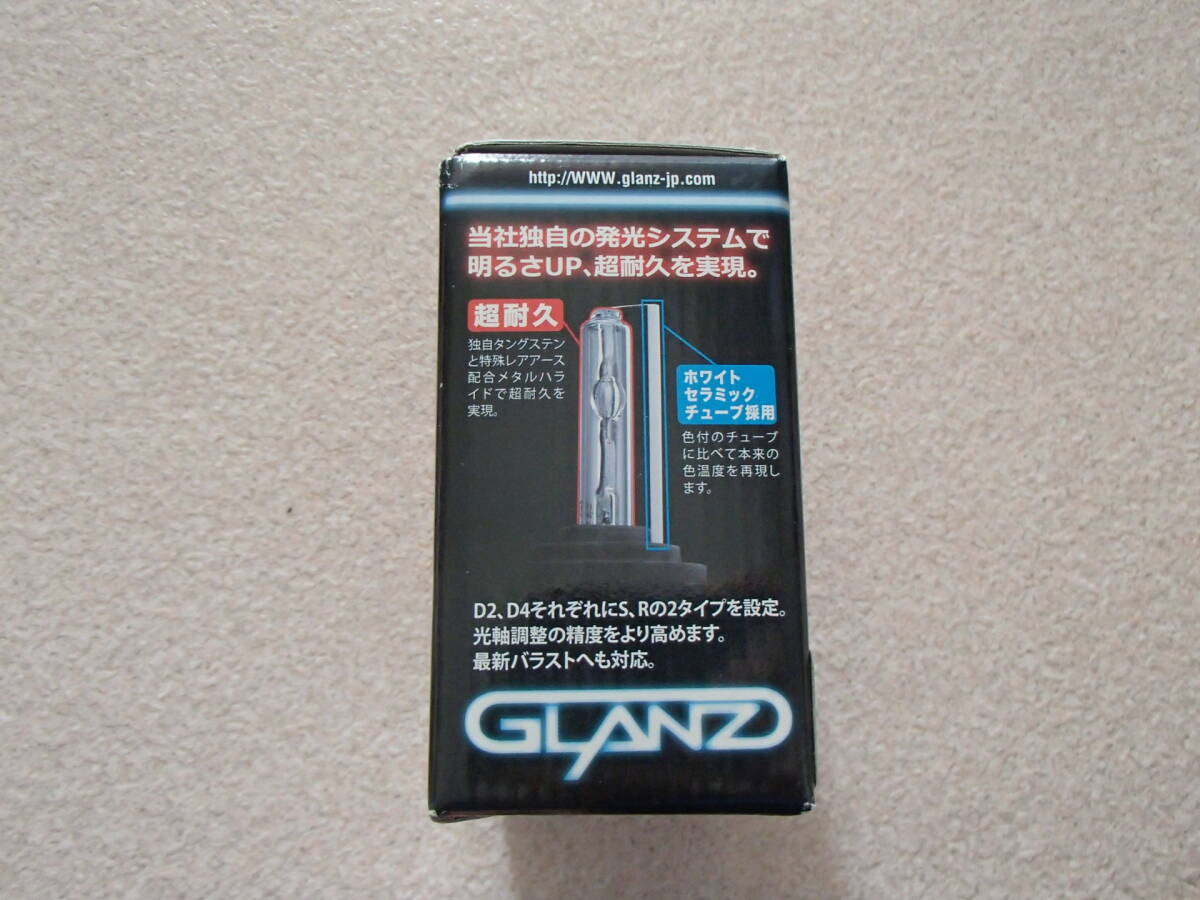 http://WWW.glanz-jp.com
当社独自の発光システムで
明るさUP、超耐久を実現。
超耐久
独自タングステン
と特殊レアアース
配合メタルハラ
イドで超耐久を
実現。
ホワイト
セラミック
チューブ採用
色付のチューブ
に比べて本来の
色温度を再現し
ます。
D2、D4それぞれにS、Rの2タイプを設定。
光軸調整の精度をより高めます。
最新バラストへも対応。
GLANZ